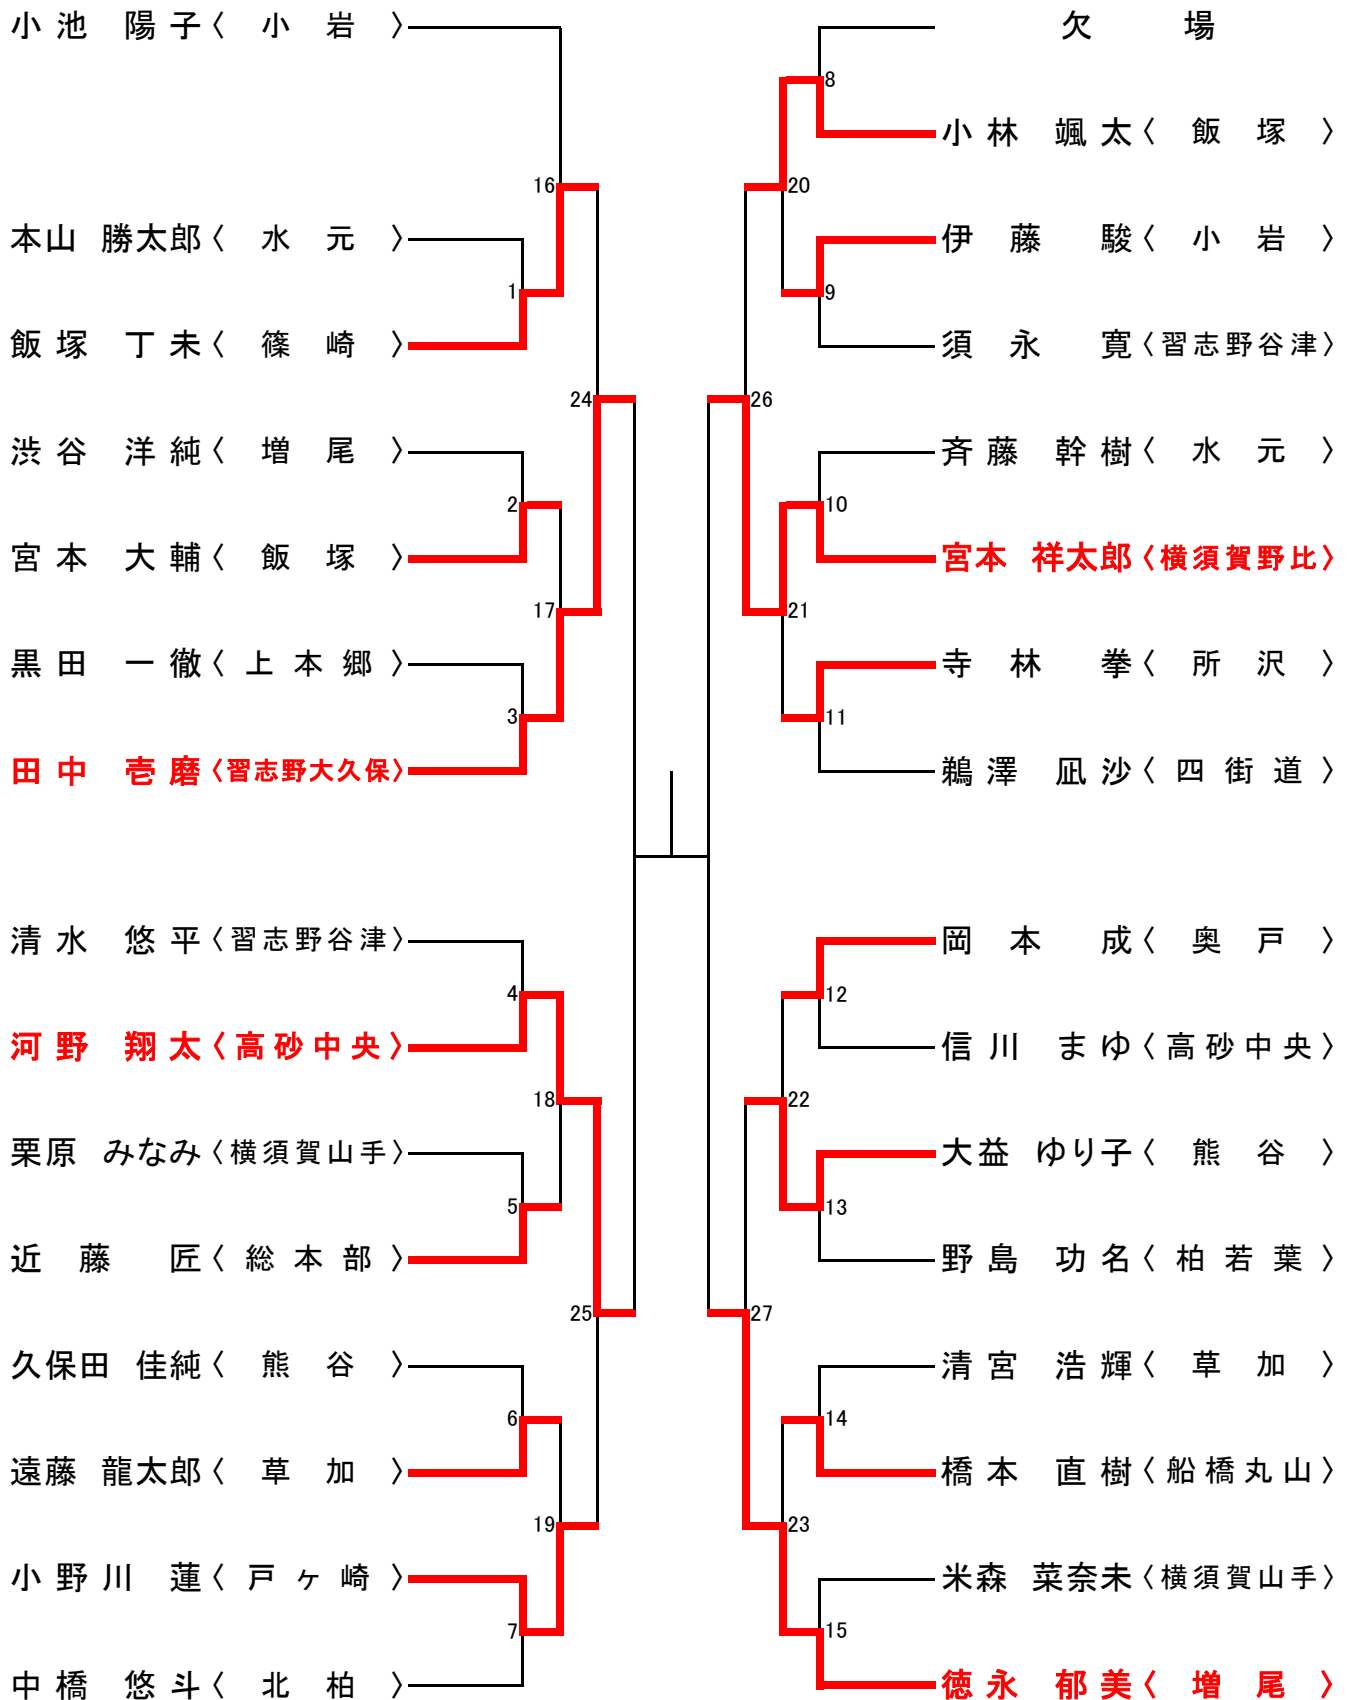 小池 陽子〈 小 岩 〉
16
本山 勝太郎〈 水 元 〉
1
飯塚 丁未〈 篠 崎 〉
24
渋谷 洋純〈 増 尾 〉
2
宮本 大輔〈 飯 塚 〉
17
黒田 一徹〈上本郷〉
3
田中 壱磨〈習志野大久保〉
清水 悠平〈習志野谷津〉
4
河野 翔太〈高砂中央〉
18
栗原 みなみ〈横須賀山手〉
5
近藤 匠〈総本部〉
25
久保田 佳純〈 熊 谷 〉
6
遠藤 龍太郎〈 草 加 〉
19
小野川 蓮〈戸ヶ崎〉
7
中橋 悠斗〈 北 柏 〉
欠 場
8
小林 颯太〈 飯 塚 〉
20
伊藤 駿〈 小 岩 〉
9
須永 寛〈習志野谷津〉
26
斉藤 幹樹〈 水 元 〉
10
宮本 祥太郎〈横須賀野比〉
21
寺林 拳〈 所 沢 〉
11
鵜澤 凪沙〈四街道〉
岡本 成〈 奥 戸 〉
12
信川 まゆ〈高砂中央〉
22
大益 ゆり子〈 熊 谷 〉
13
野島 功名〈柏若葉〉
27
清宮 浩輝〈 草 加 〉
14
橋本 直樹〈船橋丸山〉
23
米森 菜奈未〈横須賀山手〉
15
徳永 郁美〈 増 尾 〉